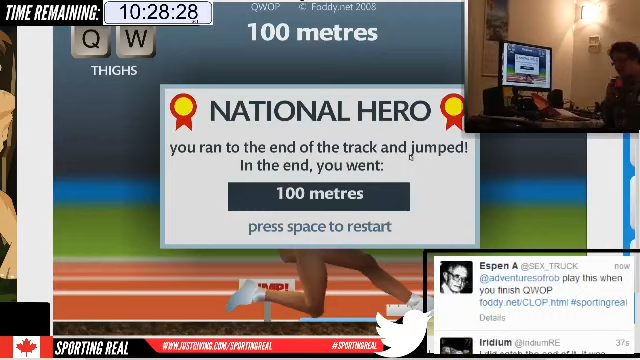 TIME REMAINING: 10:28:28
QWOP © Foddy.net 2008
100 metres
Q W
THIGHS
NATIONAL HERO
you ran to the end of the track and jumped!
In the end, you went:
100 metres
press space to restart
JUMP!
Espen A @SEX_TRUCK now
@adventuresofrob play this when
you finish QWOP
foddy.net/CLOP.html #sportingreal
Details
Iridium @IridiumRE 37s
SPORTING REAL
WWW.JUSTGIVING.COM/SPORTINGREAL
#SPORTINGREAL